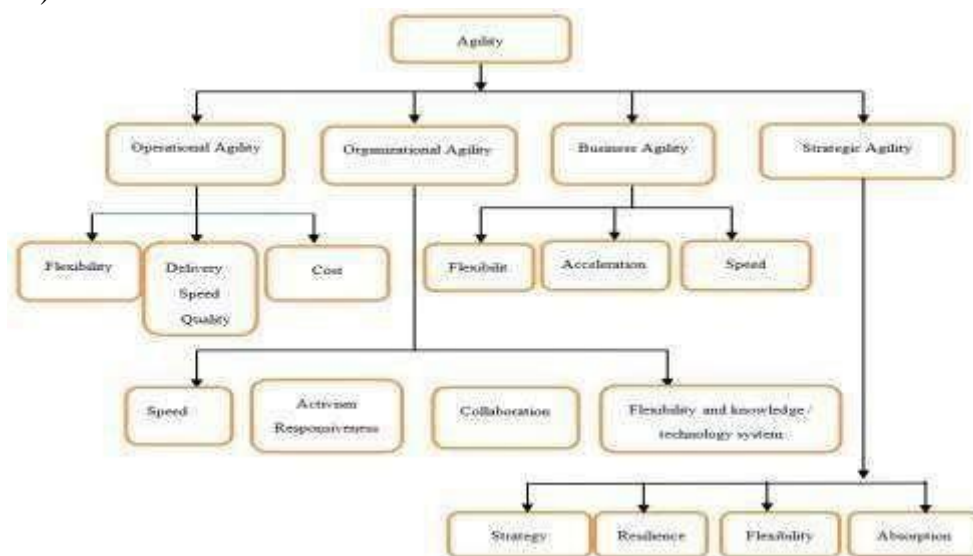 )
Agility
Operational Agility
Organizational Agility
Business Agility
Strategic Agility
Flexibility
Delivery
Speed
Quality
Cost
Flexibilit
Acceleration
Speed
Speed
Activism
Responsiveness
Collaboration
Flexibility and knowledge /
technology system
Strategy
Resilience
Flexibility
Absorption